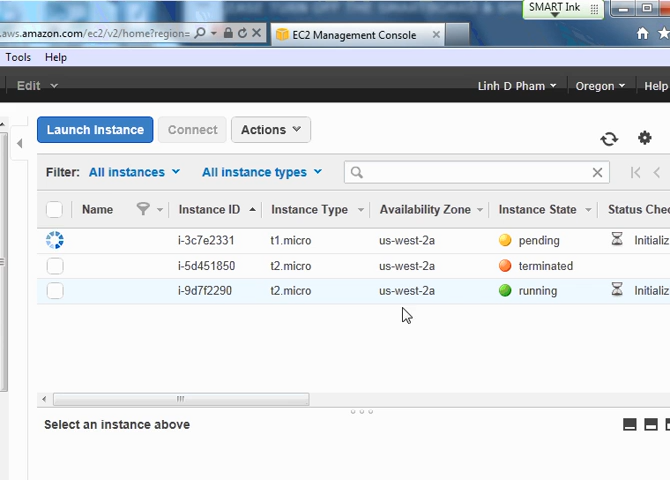 SMART Ink
.aws.amazon.com/ec2/v2/home?region=
EC2 Management Console
Tools Help
Edit Linh D Pham Oregon Help
Launch Instance Connect Actions
Filter: All instances All instance types
Name Instance ID Instance Type Availability Zone Instance State Status Chec
i-3c7e2331 t1.micro us-west-2a pending Initializ
i-5d451850 t2.micro us-west-2a terminated
i-9d7f2290 t2.micro us-west-2a running Initializ
Select an instance above